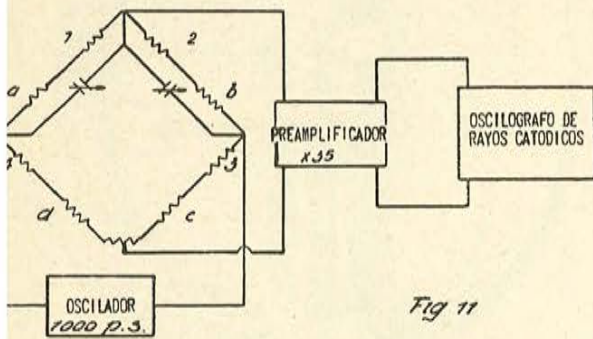 1
2
a
b
PREAMPLIFICADOR
x35
OSCILOGRAFO DE
RAYOS CATODICOS
3
d
c
OSCILADOR
1000 p.s.
Fig 11